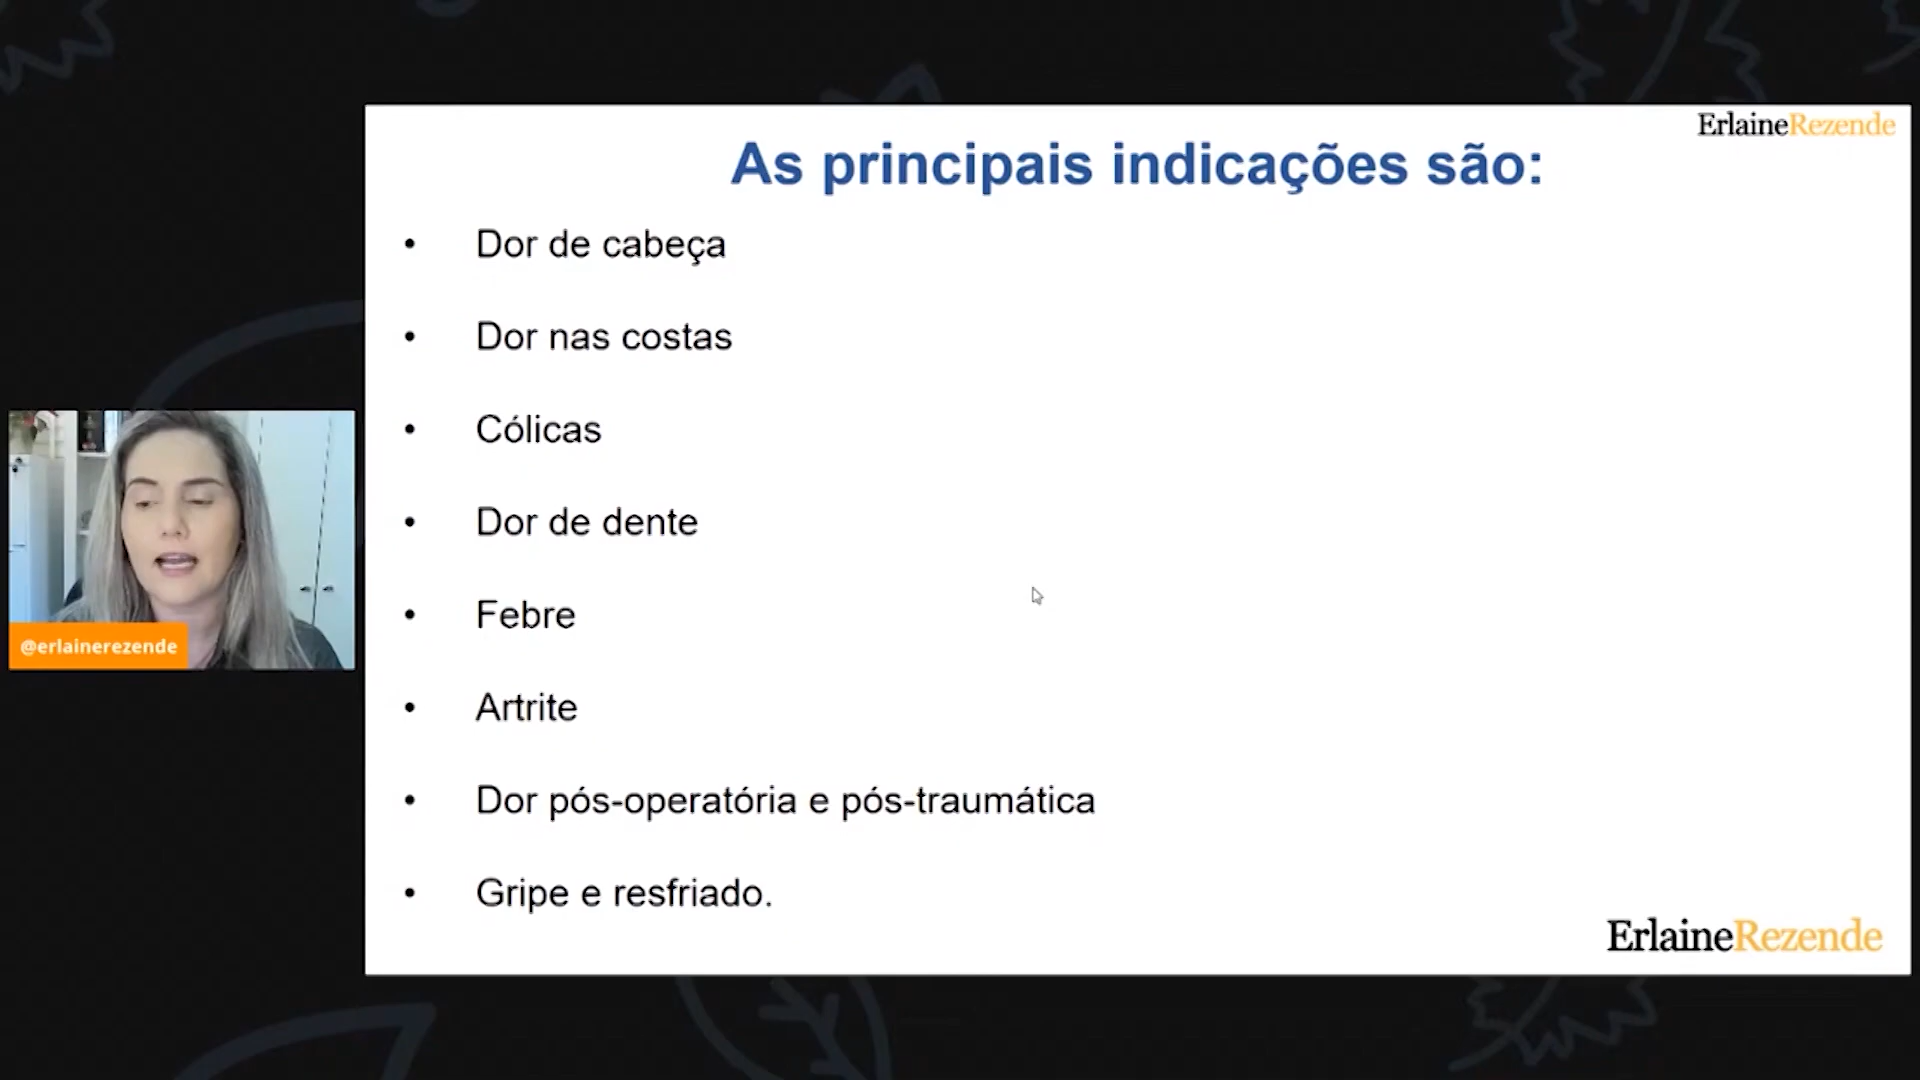 ErlaineRezende
As principais indicações são:
• Dor de cabeça
• Dor nas costas
• Cólicas
• Dor de dente
• Febre
• Artrite
• Dor pós-operatória e pós-traumática
• Gripe e resfriado.
@erlainerezende
ErlaineRezende